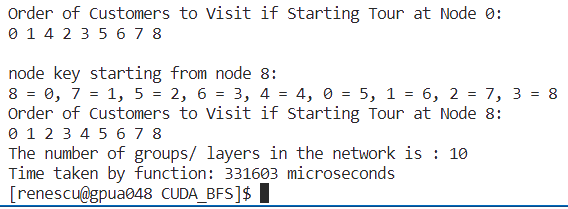 Order of Customers to Visit if Starting Tour at Node 0:
0 1 4 2 3 5 6 7 8
node key starting from node 8:
8 = 0, 7 = 1, 5 = 2, 6 = 3, 4 = 4, 0 = 5, 1 = 6, 2 = 7, 3 = 8
Order of Customers to Visit if Starting Tour at Node 8:
0 1 2 3 4 5 6 7 8
The number of groups/ layers in the network is : 10
Time taken by function: 331603 microseconds
[renescu@gpua048 CUDA_BFS]$